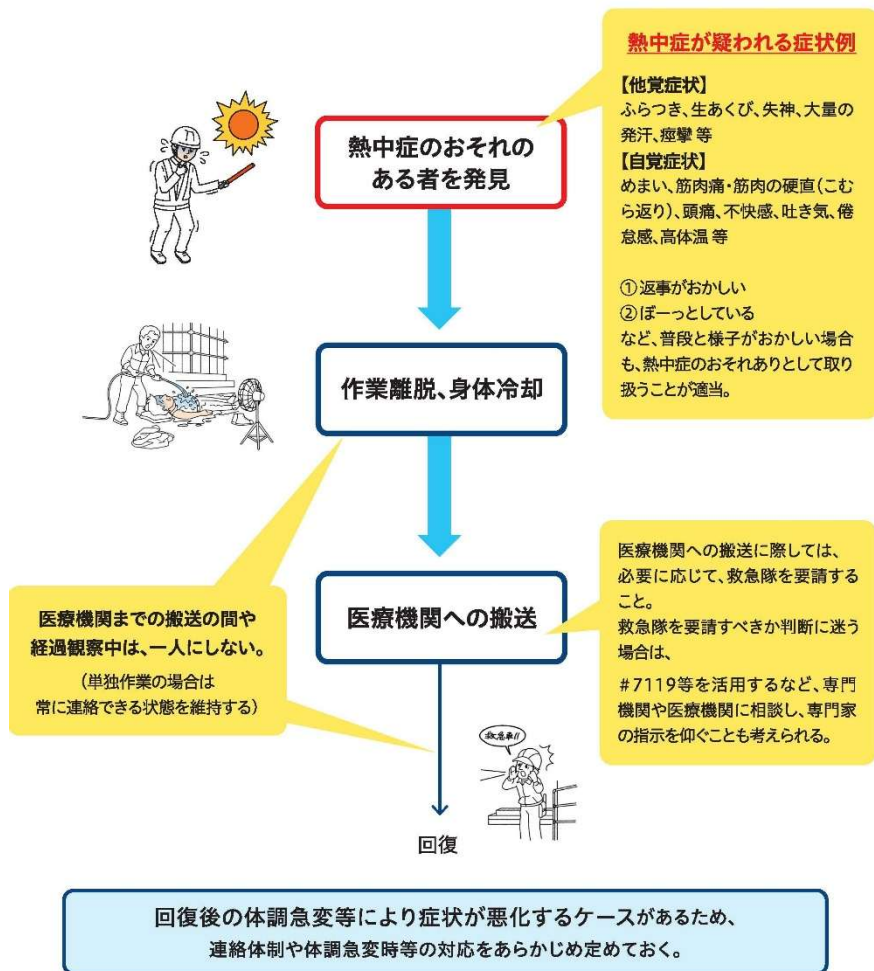 熱中症が疑われる症状例
【他覚症状】
ふらつき、生あくび、失神、大量の
発汗、痙攣 等
【自覚症状】
めまい、筋肉痛・筋肉の硬直(こむ
ら返り)、頭痛、不快感、吐き気、倦
怠感、高体温 等
①返事がおかしい
②ぼーっとしている
など、普段と様子がおかしい場合
も、熱中症のおそれありとして取り
扱うことが適当。
熱中症のおそれの
ある者を発見
作業離脱、身体冷却
医療機関までの搬送の間や
経過観察中は、一人にしない。
(単独作業の場合は
常に連絡できる状態を維持する)
医療機関への搬送
医療機関への搬送に際しては、
必要に応じて、救急隊を要請する
こと。
救急隊を要請すべきか判断に迷う
場合は、
#7119等を活用するなど、専門
機関や医療機関に相談し、専門家
の指示を仰ぐことも考えられる。
救急車!!
回復
回復後の体調急変等により症状が悪化するケースがあるため、
連絡体制や体調急変時等の対応をあらかじめ定めておく。